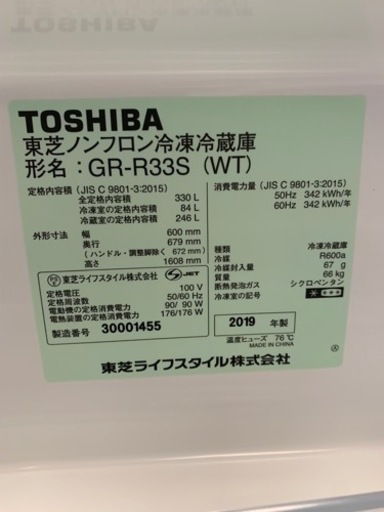 TOSHIBA
東芝ノンフロン冷凍冷蔵庫
形名:GR-R33S (WT)
定格内容積 (JIS C 9801-3:2015)
全定格内容積 330 L
冷凍室の定格内容積 84 L
冷蔵室の定格内容積 246 L
外形寸法 幅 600 mm
奥行 679 mm
(ハンドル・調整脚除く 672 mm)
高さ 1608 mm
消費電力量 (JIS C 9801-3:2015)
50Hz 342 kWh/年
60Hz 342 kWh/年
種類 冷凍冷蔵庫
冷媒 R600a
冷媒封入量 67 g
質量 66 kg
断熱発泡ガス シクロペンタン
冷凍室の記号
東芝ライフスタイル株式会社 JET
定格電圧 100 V
定格周波数 50/60 Hz
電動機の定格消費電力 90/ 90 W
電熱装置の定格消費電力 176/176 W
製造番号 30001455
2019 年製
温度ヒューズ 76℃
MADE IN CHINA
東芝ライフスタイル株式会社
Ⓐ